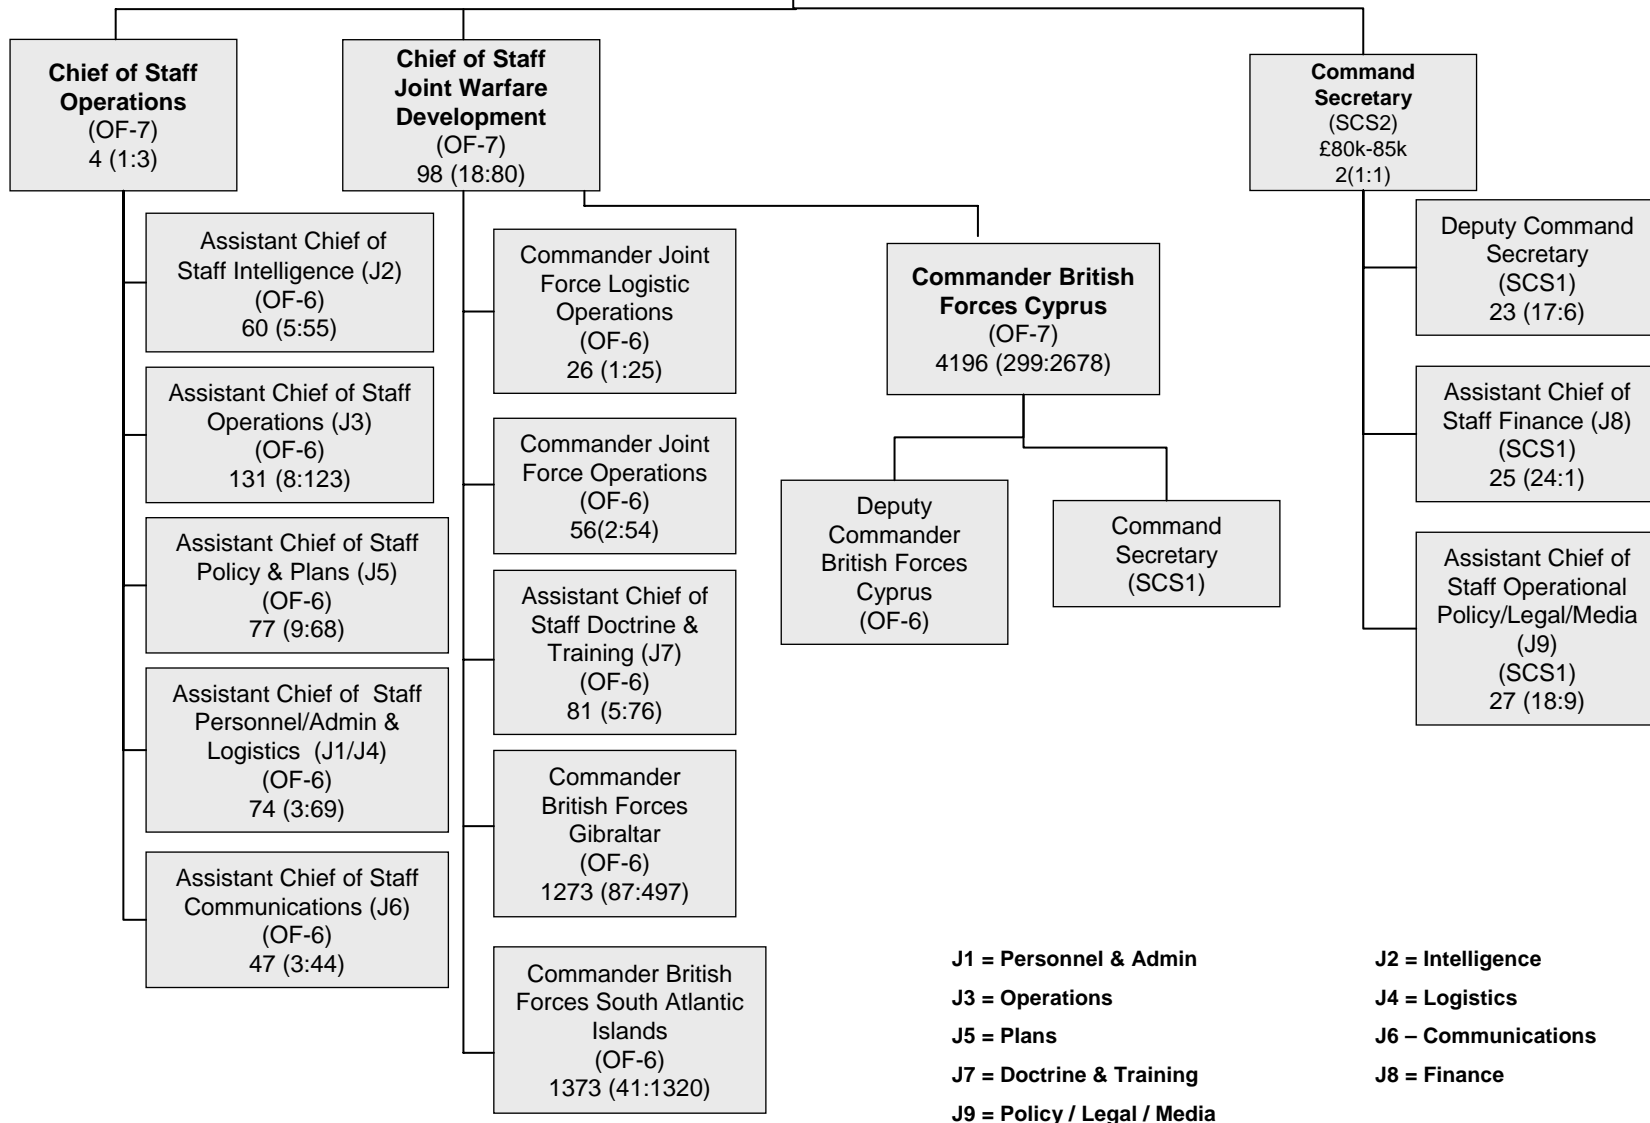 Chief of Staff
Operations
(OF-7)
4 (1:3)
Chief of Staff
Joint Warfare
Development
(OF-7)
98 (18:80)
Command
Secretary
(SCS2)
£80k-85k
2(1:1)
Assistant Chief of
Staff Intelligence (J2)
(OF-6)
60 (5:55)
Assistant Chief of Staff
Operations (J3)
(OF-6)
131 (8:123)
Assistant Chief of Staff
Policy & Plans (J5)
(OF-6)
77 (9:68)
Assistant Chief of  Staff
Personnel/Admin &
Logistics  (J1/J4)
(OF-6)
74 (3:69)
Assistant Chief of Staff
Communications (J6)
(OF-6)
47 (3:44)
Commander Joint
Force Logistic
Operations
(OF-6)
26 (1:25)
Commander Joint
Force Operations
(OF-6)
56(2:54)
Assistant Chief of
Staff Doctrine &
Training (J7)
(OF-6)
81 (5:76)
Commander
British Forces
Gibraltar
(OF-6)
1273 (87:497)
Commander British
Forces South Atlantic
Islands
(OF-6)
1373 (41:1320)
Commander British
Forces Cyprus
(OF-7)
4196 (299:2678)
Deputy
Commander
British Forces
Cyprus
(OF-6)
Command
Secretary
(SCS1)
Deputy Command
Secretary
(SCS1)
23 (17:6)
Assistant Chief of
Staff Finance (J8)
(SCS1)
25 (24:1)
Assistant Chief of
Staff Operational
Policy/Legal/Media
(J9)
(SCS1)
27 (18:9)
J1 = Personnel & Admin
J2 = Intelligence
J3 = Operations
J4 = Logistics
J5 = Plans
J6 – Communications
J7 = Doctrine & Training
J8 = Finance
J9 = Policy / Legal / Media